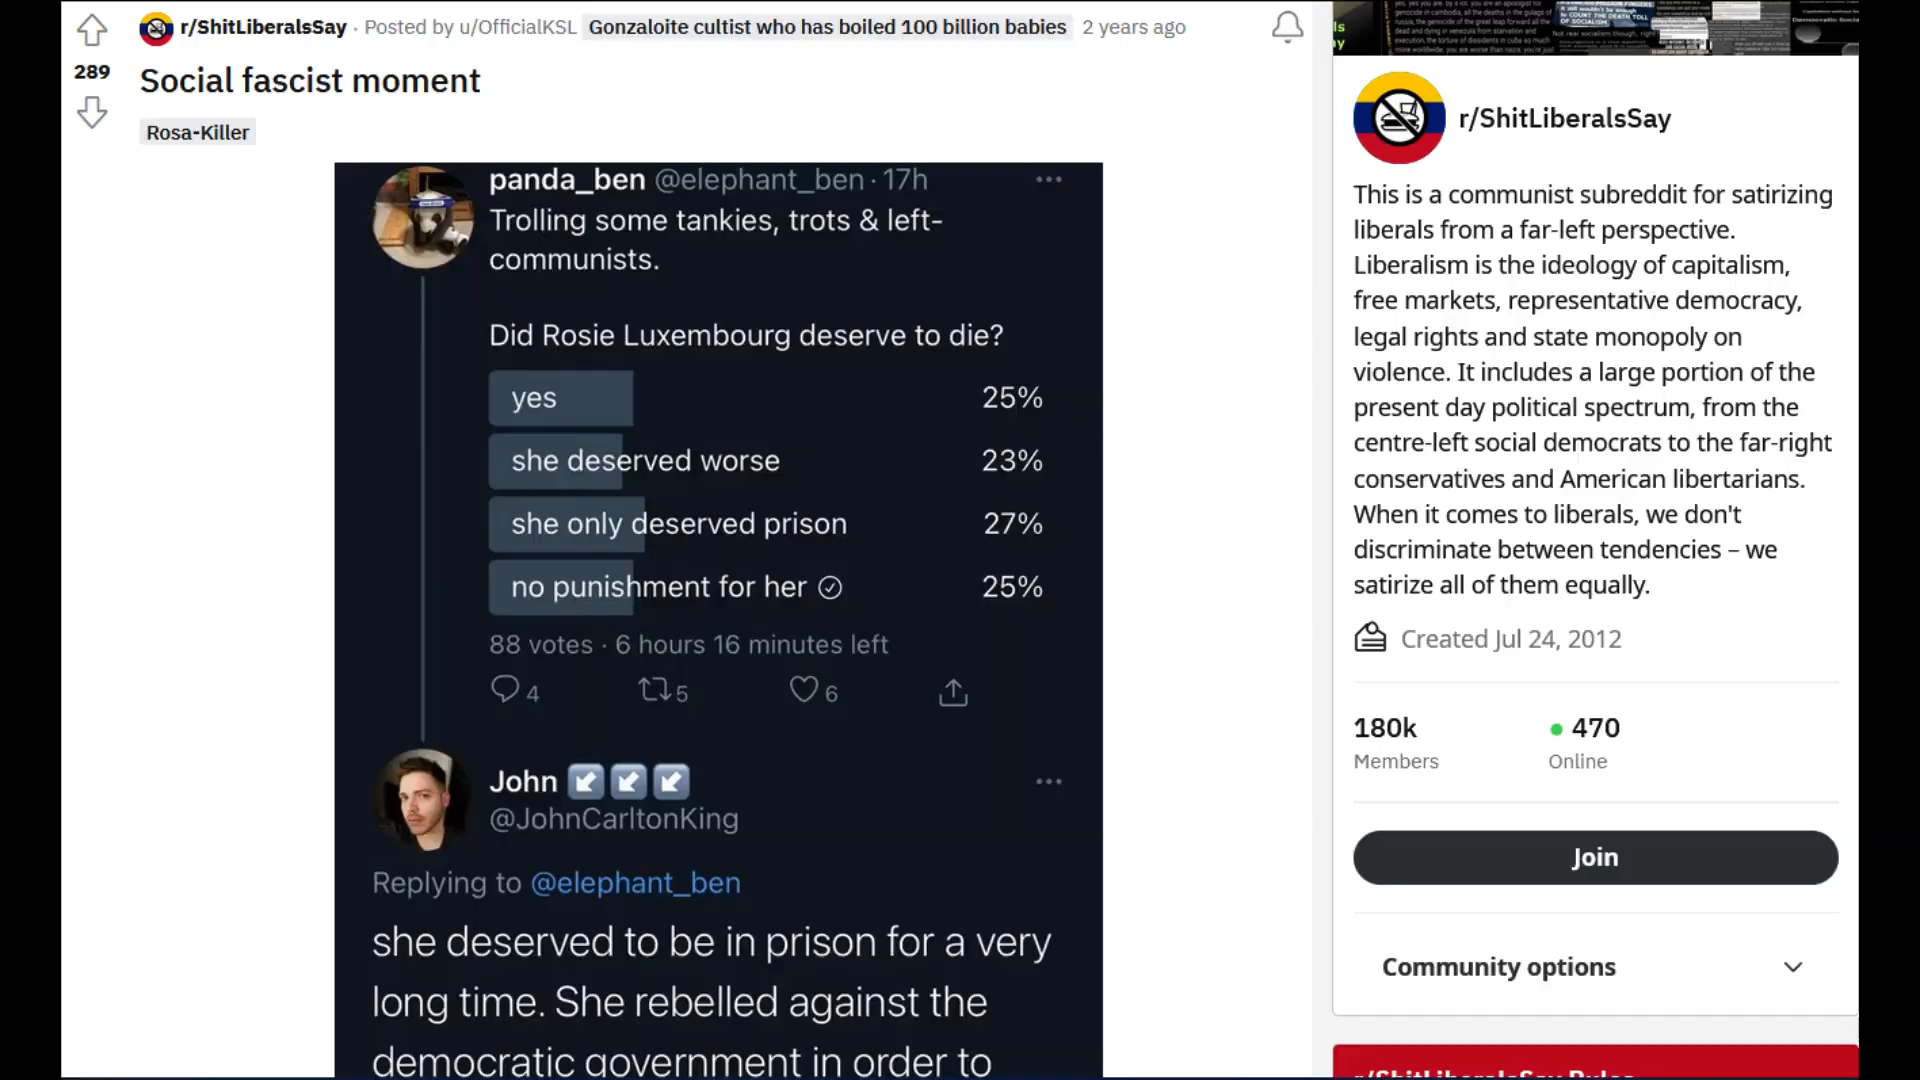 r/ShitLiberalsSay · Posted by u/OfficialKSL Gonzaloite cultist who has boiled 100 billion babies 2 years ago
289
Social fascist moment
Rosa-Killer
panda_ben @elephant_ben · 17h
Trolling some tankies, trots & left-
communists.
Did Rosie Luxembourg deserve to die?
yes 25%
she deserved worse 23%
she only deserved prison 27%
no punishment for her 25%
88 votes · 6 hours 16 minutes left
4 5 6
John
@JohnCarltonKing
Replying to @elephant_ben
she deserved to be in prison for a very
long time. She rebelled against the
democratic government in order to
r/ShitLiberalsSay
This is a communist subreddit for satirizing
liberals from a far-left perspective.
Liberalism is the ideology of capitalism,
free markets, representative democracy,
legal rights and state monopoly on
violence. It includes a large portion of the
present day political spectrum, from the
centre-left social democrats to the far-right
conservatives and American libertarians.
When it comes to liberals, we don't
discriminate between tendencies – we
satirize all of them equally.
Created Jul 24, 2012
180k 470
Members Online
Join
Community options
r/ShitLiberalsSay Rules